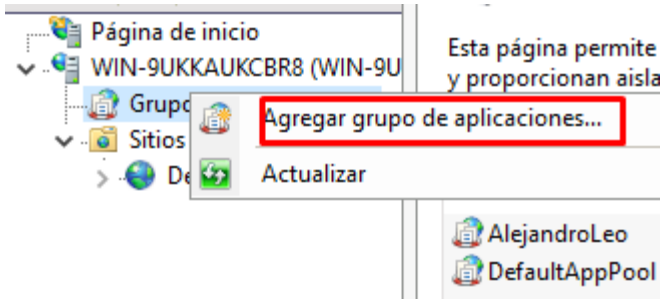 Página de inicio
WIN-9UKKAUKCBR8 (WIN-9U
Grupo
Sitios
De
Agregar grupo de aplicaciones...
Actualizar
Esta página permite
y proporcionan aisla
AlejandroLeo
DefaultAppPool